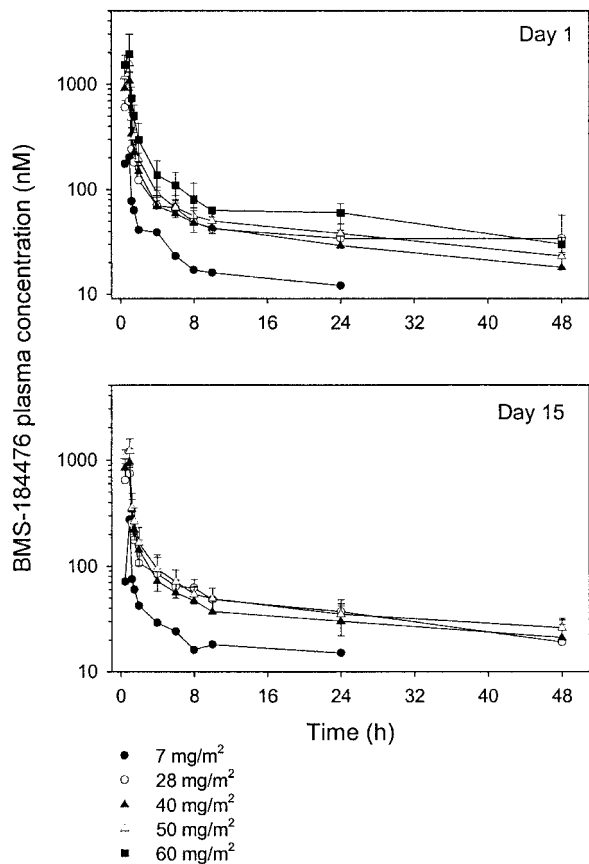 Day 1
1000
100
10
0
8
16
24
32
40
48
BMS-184476 plasma concentration (nM)
Day 15
1000
100
10
0
8
16
24
32
40
48
Time (h)
7 mg/m²
28 mg/m²
40 mg/m²
50 mg/m²
60 mg/m²